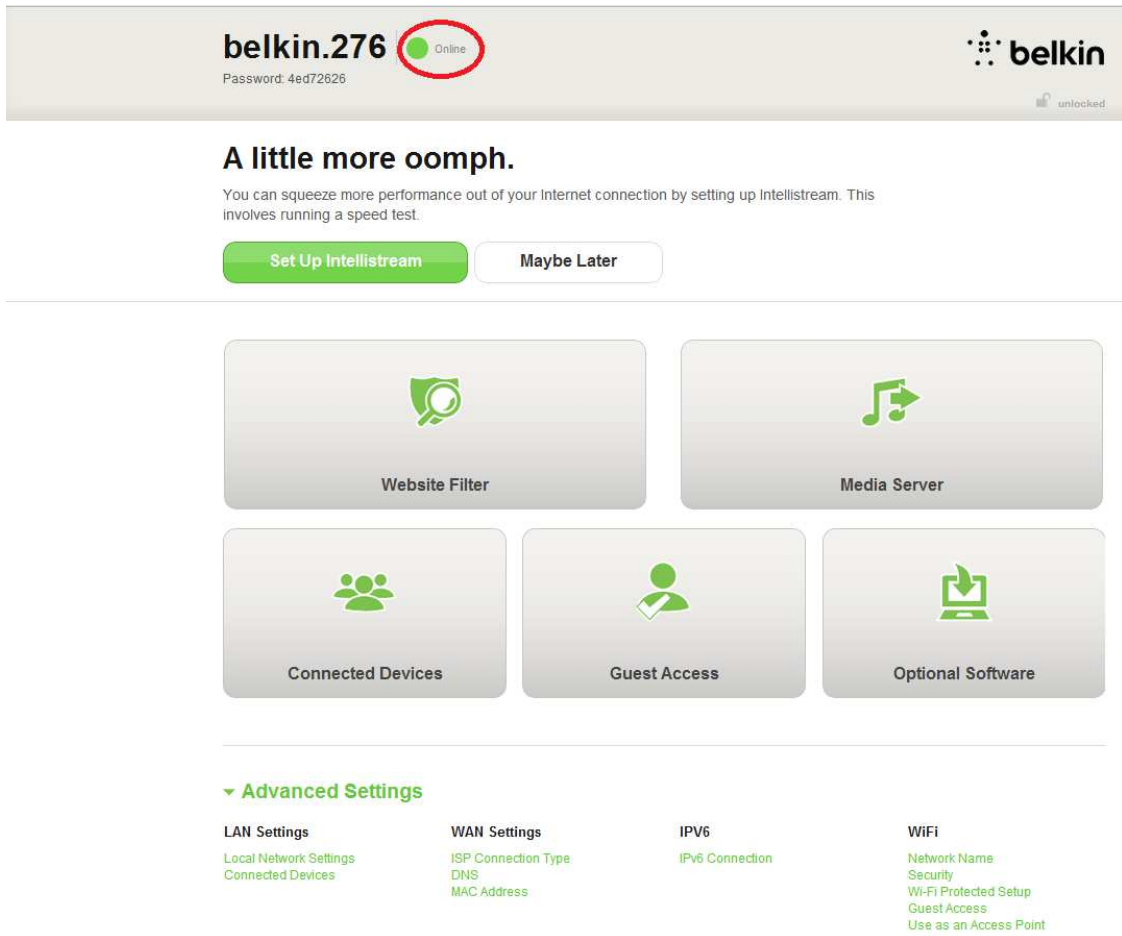 belkin.276
Online
belkin
Password: 4ed72626
unlocked
A little more oomph.
You can squeeze more performance out of your Internet connection by setting up Intellistream. This
involves running a speed test.
Set Up Intellistream
Maybe Later
Website Filter
Media Server
Connected Devices
Guest Access
Optional Software
Advanced Settings
LAN Settings
Local Network Settings
Connected Devices
WAN Settings
ISP Connection Type
DNS
MAC Address
IPV6
IPv6 Connection
WiFi
Network Name
Security
Wi-Fi Protected Setup
Guest Access
Use as an Access Point